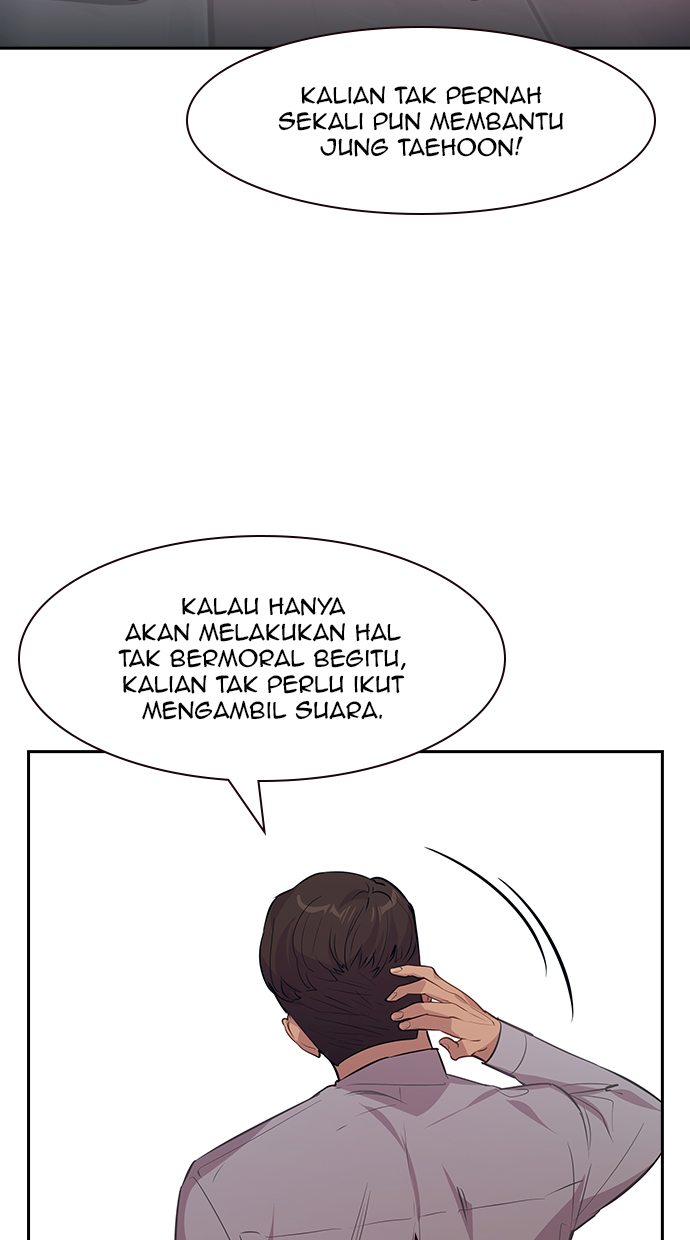 KALIAN TAK PERNAH
SEKALI PUN MEMBANTU
JUNG TAEHOON!
KALAU HANYA
AKAN MELAKUKAN HAL
TAK BERMORAL BEGITU,
KALIAN TAK PERLU IKUT
MENGAMBIL SUARA.